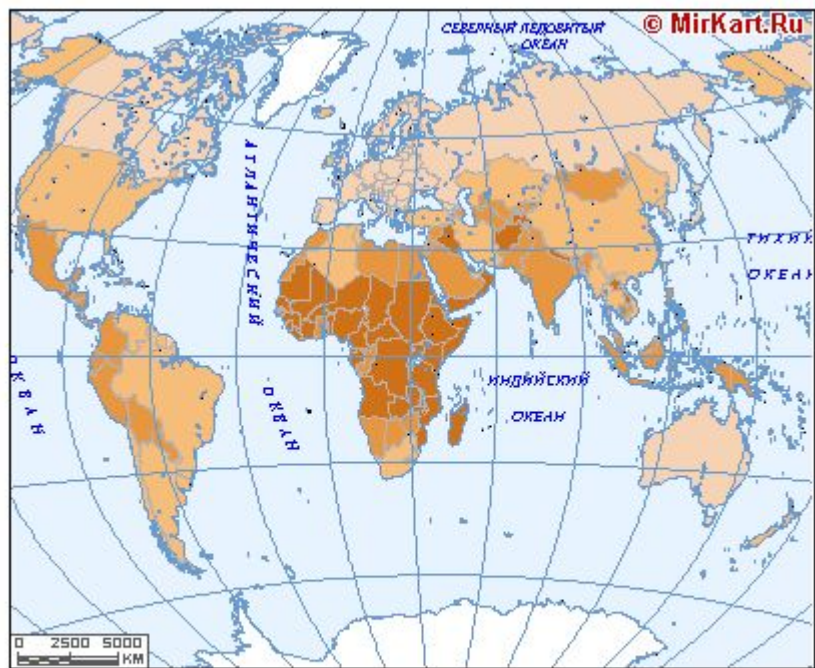 © MirKart.Ru
СЕВЕРНЫЙ ЛЕДОВИТЫЙ
ОКЕАН
АТЛАНТИЧЕСКИЙ
ОКЕАН
ТИХИЙ
ОКЕАН
ОКЕАН
ИНДИЙСКИЙ
ОКЕАН
0 2500 5000
КМ